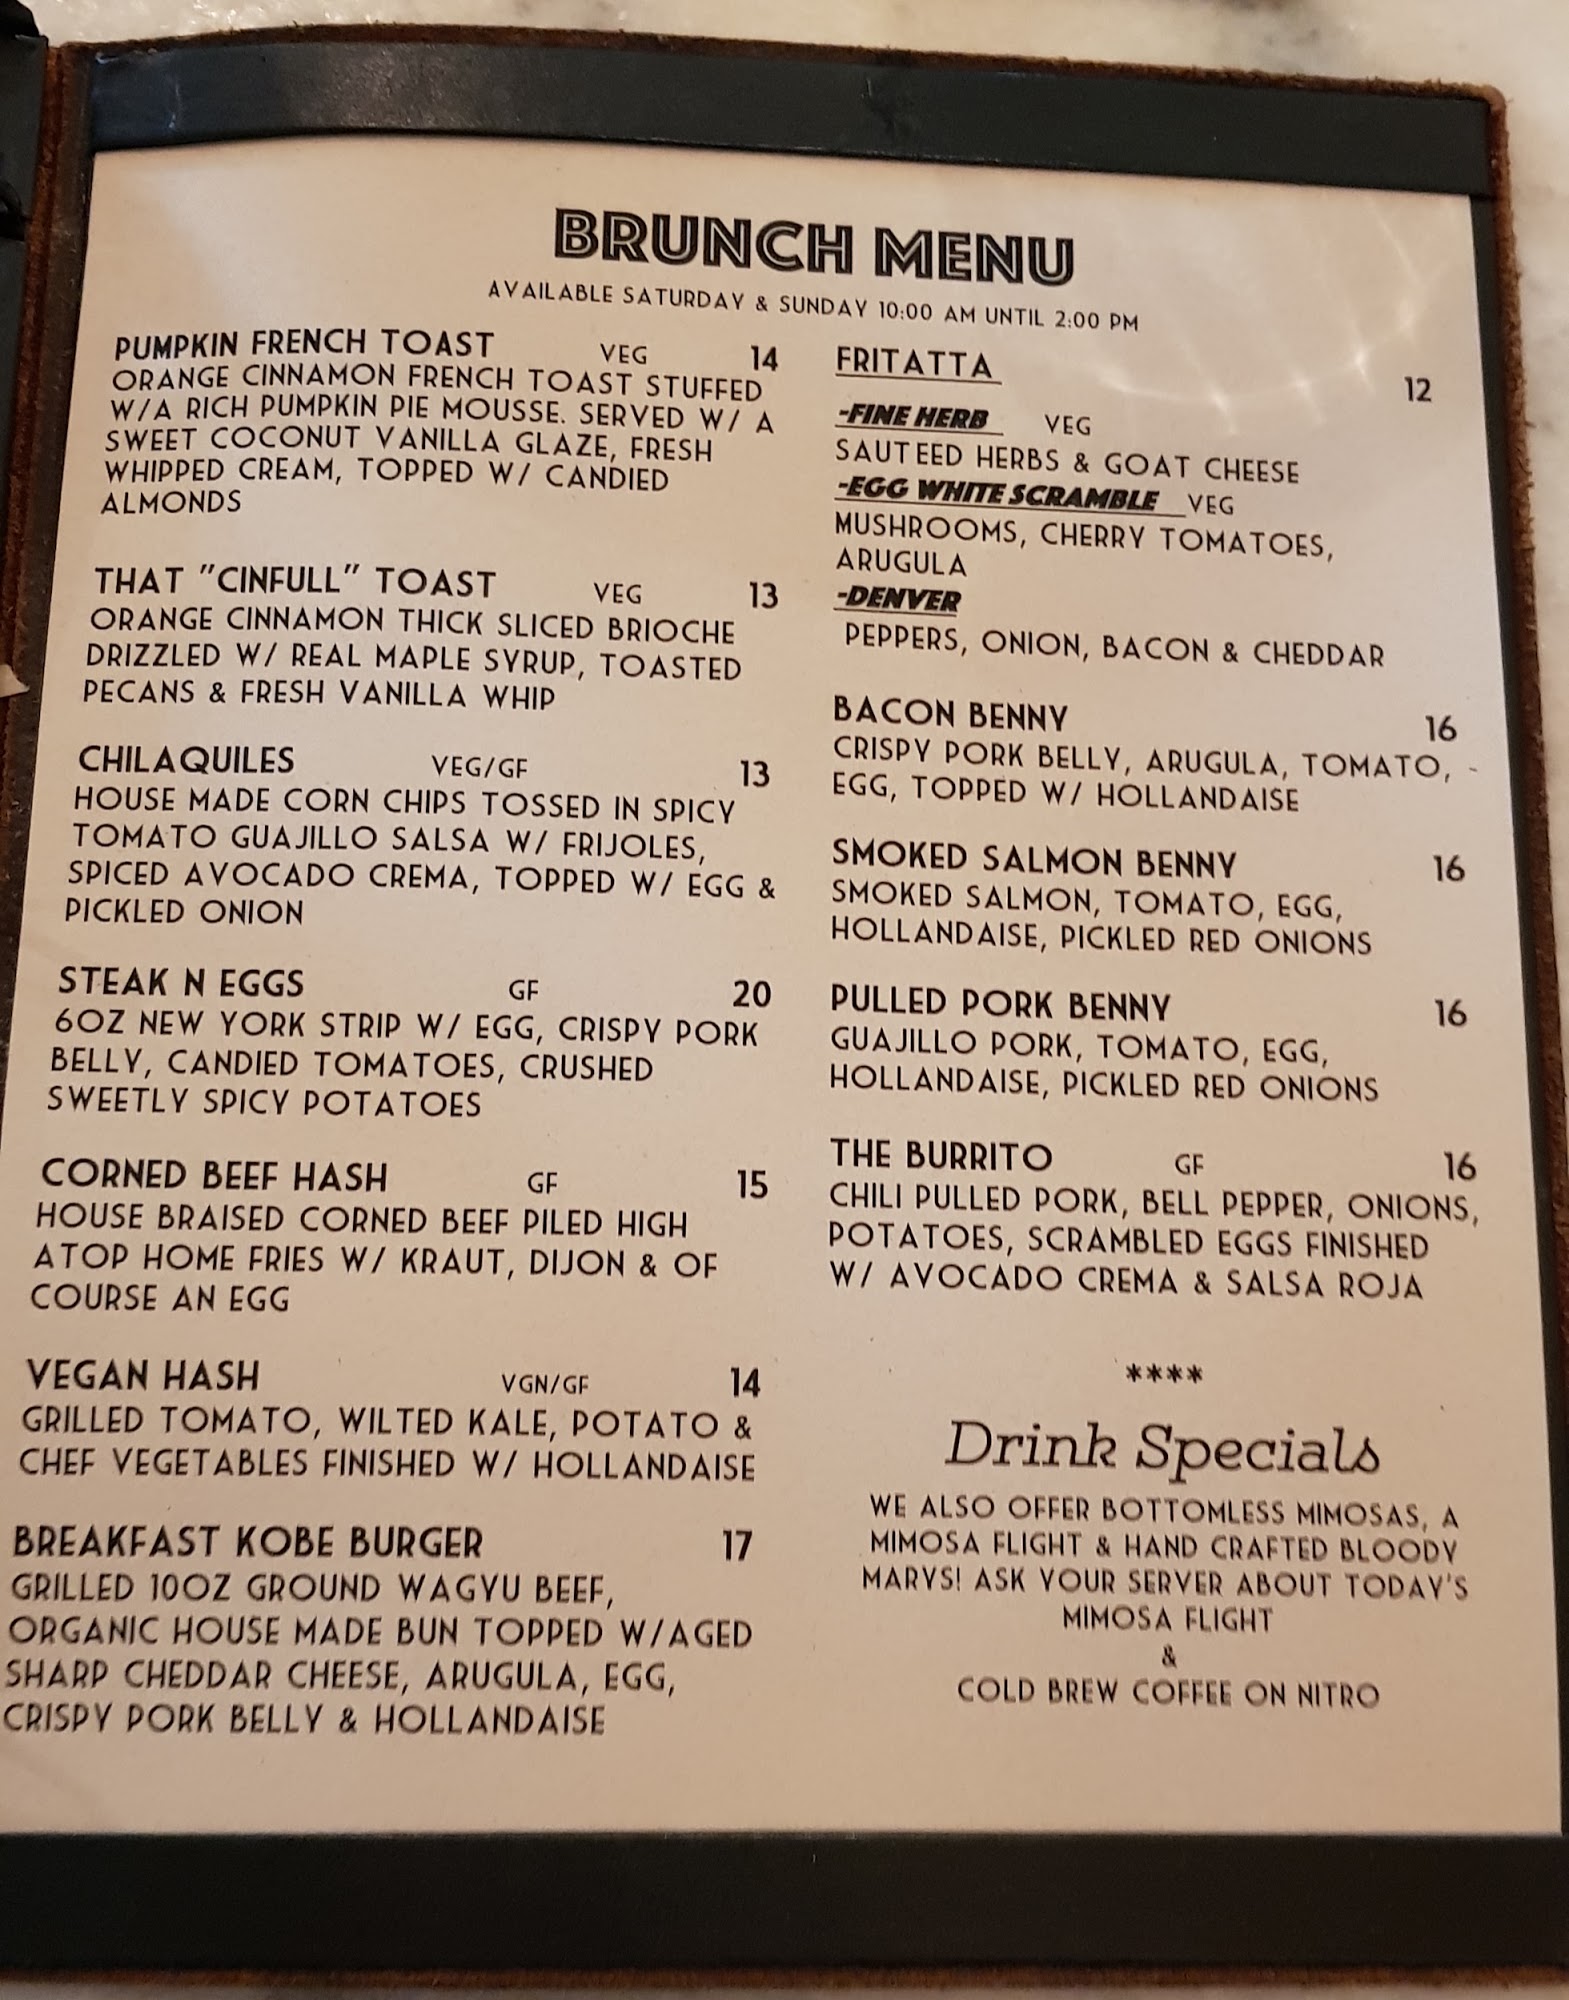 BRUNCH MENU
AVAILABLE SATURDAY & SUNDAY 10:00 AM UNTIL 2:00 PM
PUMPKIN FRENCH TOAST VEG 14
ORANGE CINNAMON FRENCH TOAST STUFFED
W/A RICH PUMPKIN PIE MOUSSE. SERVED W/ A
SWEET COCONUT VANILLA GLAZE, FRESH
WHIPPED CREAM, TOPPED W/ CANDIED
ALMONDS
THAT "CINFULL" TOAST VEG 13
ORANGE CINNAMON THICK SLICED BRIOCHE
DRIZZLED W/ REAL MAPLE SYRUP, TOASTED
PECANS & FRESH VANILLA WHIP
CHILAQUILES VEG/GF 13
HOUSE MADE CORN CHIPS TOSSED IN SPICY
TOMATO GUAJILLO SALSA W/ FRIJOLES,
SPICED AVOCADO CREMA, TOPPED W/ EGG &
PICKLED ONION
STEAK N EGGS GF 20
6OZ NEW YORK STRIP W/ EGG, CRISPY PORK
BELLY, CANDIED TOMATOES, CRUSHED
SWEETLY SPICY POTATOES
CORNED BEEF HASH GF 15
HOUSE BRAISED CORNED BEEF PILED HIGH
ATOP HOME FRIES W/ KRAUT, DIJON & OF
COURSE AN EGG
VEGAN HASH VGN/GF 14
GRILLED TOMATO, WILTED KALE, POTATO &
CHEF VEGETABLES FINISHED W/ HOLLANDAISE
BREAKFAST KOBE BURGER 17
GRILLED 10OZ GROUND WAGYU BEEF,
ORGANIC HOUSE MADE BUN TOPPED W/AGED
SHARP CHEDDAR CHEESE, ARUGULA, EGG,
CRISPY PORK BELLY & HOLLANDAISE
FRITATTA 12
-FINE HERB VEG
SAUTEED HERBS & GOAT CHEESE
-EGG WHITE SCRAMBLE VEG
MUSHROOMS, CHERRY TOMATOES,
ARUGULA
-DENVER
PEPPERS, ONION, BACON & CHEDDAR
BACON BENNY 16
CRISPY PORK BELLY, ARUGULA, TOMATO, -
EGG, TOPPED W/ HOLLANDAISE
SMOKED SALMON BENNY 16
SMOKED SALMON, TOMATO, EGG,
HOLLANDAISE, PICKLED RED ONIONS
PULLED PORK BENNY 16
GUAJILLO PORK, TOMATO, EGG,
HOLLANDAISE, PICKLED RED ONIONS
THE BURRITO GF 16
CHILI PULLED PORK, BELL PEPPER, ONIONS,
POTATOES, SCRAMBLED EGGS FINISHED
W/ AVOCADO CREMA & SALSA ROJA
****
Drink Specials
WE ALSO OFFER BOTTOMLESS MIMOSAS, A
MIMOSA FLIGHT & HAND CRAFTED BLOODY
MARYS! ASK YOUR SERVER ABOUT TODAY'S
MIMOSA FLIGHT
&
COLD BREW COFFEE ON NITRO